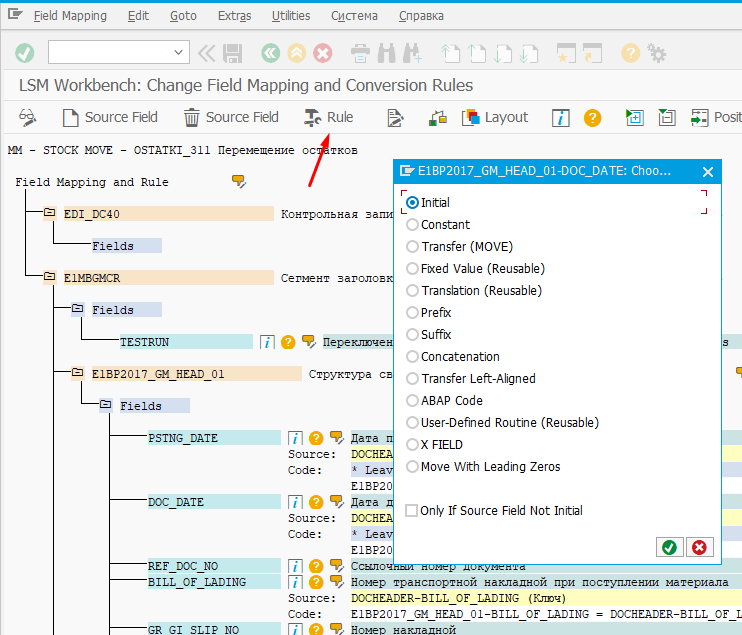 Field Mapping Edit Goto Extras Utilities Система Справка
LSM Workbench: Change Field Mapping and Conversion Rules
Source Field Source Field Rule Layout Posit
MM - STOCK MOVE - OSTATKI_311 Перемещение остатков
Field Mapping and Rule
EDI_DC40 Контрольная запи
Fields
E1MBGMCR Сегмент заголовк
Fields
TESTRUN Переключен s
E1BP2017_GM_HEAD_01 Структура св
Fields
PSTNG_DATE Дата п
Source: DOCHEA
Code: * Leav
E1BP20
DOC_DATE Дата д
Source: DOCHEA
Code: * Leav
E1BP20
REF_DOC_NO Ссылочный номер документа
BILL_OF_LADING Номер транспортной накладной при поступлении материала
Source: DOCHEADER-BILL_OF_LADING (Ключ)
Code: E1BP2017_GM_HEAD_01-BILL_OF_LADING = DOCHEADER-BILL_OF_L
GR_GI_SLIP_NO Номер накладной
E1BP2017_GM_HEAD_01-DOC_DATE: Choo...
Initial
Constant
Transfer (MOVE)
Fixed Value (Reusable)
Translation (Reusable)
Prefix
Suffix
Concatenation
Transfer Left-Aligned
ABAP Code
User-Defined Routine (Reusable)
X FIELD
Move With Leading Zeros
Only If Source Field Not Initial